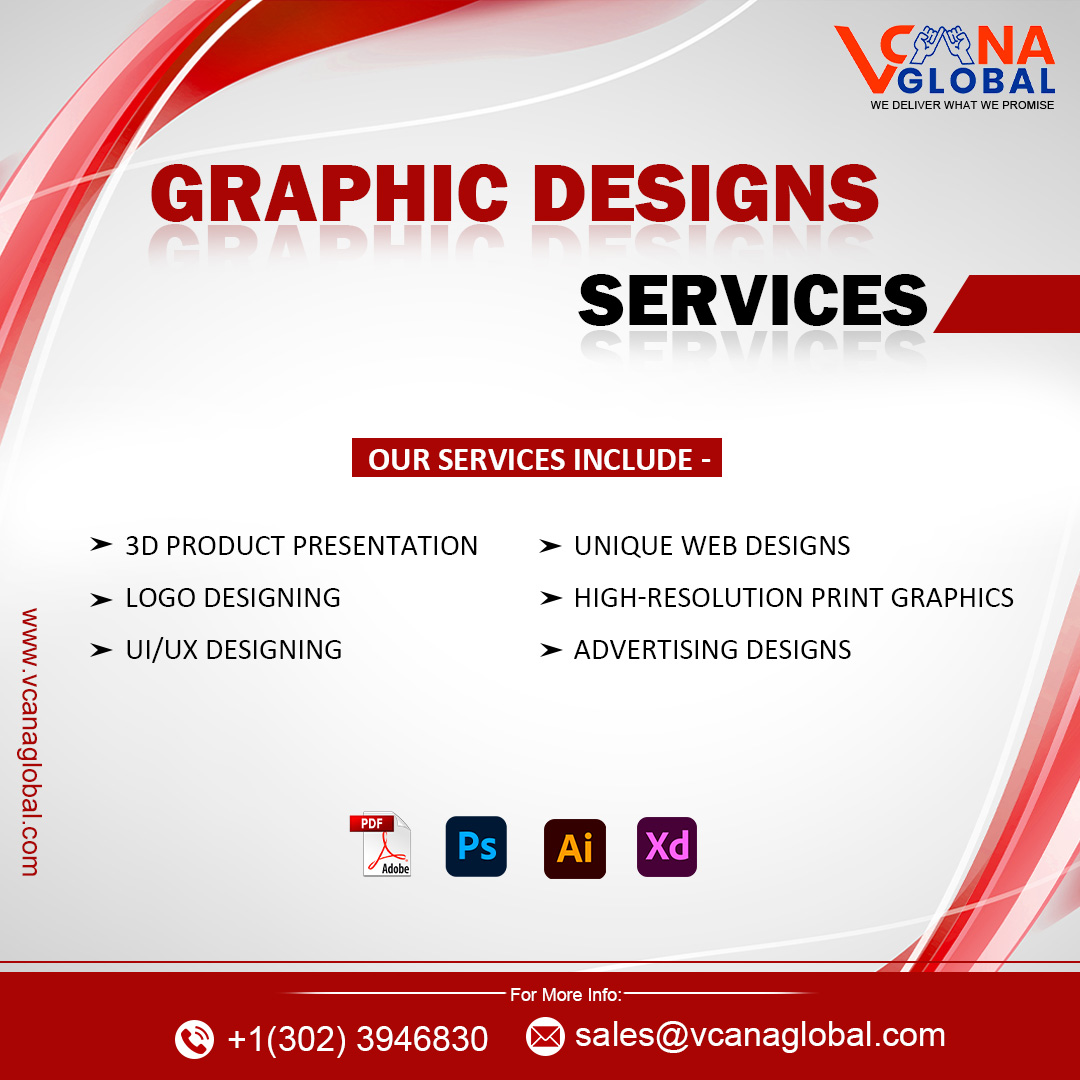 VCANA
GLOBAL
WE DELIVER WHAT WE PROMISE
GRAPHIC DESIGNS
SERVICES
OUR SERVICES INCLUDE -
➤ 3D PRODUCT PRESENTATION
➤ LOGO DESIGNING
➤ UI/UX DESIGNING
➤ UNIQUE WEB DESIGNS
➤ HIGH-RESOLUTION PRINT GRAPHICS
➤ ADVERTISING DESIGNS
www.vcanaglobal.com
PDF
Adobe
Ps
Ai
Xd
For More Info:
+1(302) 3946830
sales@vcanaglobal.com